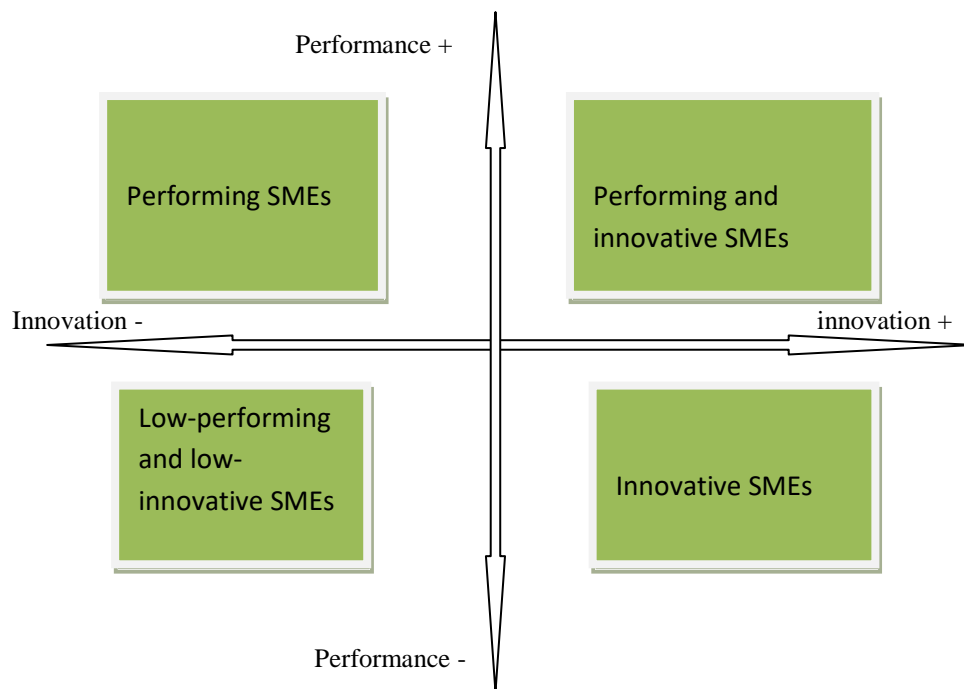 Performance +
Performing SMEs
Performing and
innovative SMEs
Innovation -
innovation +
Low-performing
and low-
innovative SMEs
Innovative SMEs
Performance -